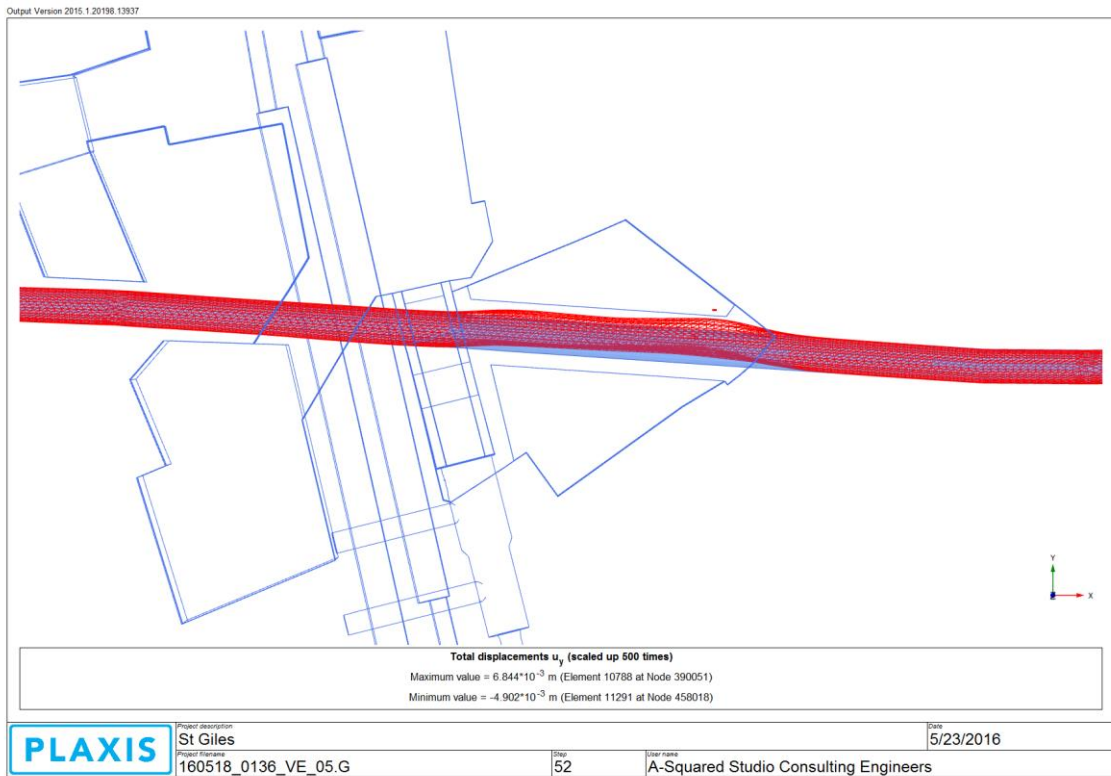 Output Version 2015.1.20198.13937
Y
X
Total displacements uy (scaled up 500 times)
Maximum value = 6.844*10-3 m (Element 10788 at Node 390051)
Minimum value = -4.902*10-3 m (Element 11291 at Node 458018)
PLAXIS
Project description
St Giles
Date
5/23/2016
Project filename
160518_0136_VE_05.G
Step
52
User name
A-Squared Studio Consulting Engineers